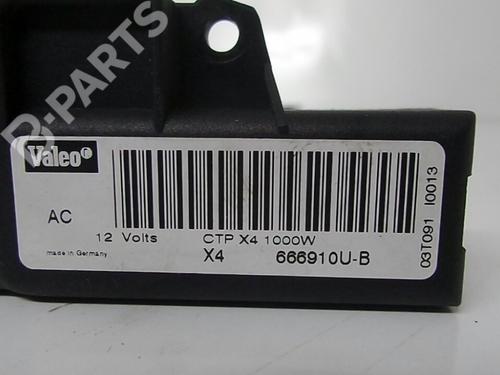 B-PARTS
Valeo
AC
12 Volts CTP X4 1000W
made in Germany X4 666910U-B
03T091 I0013